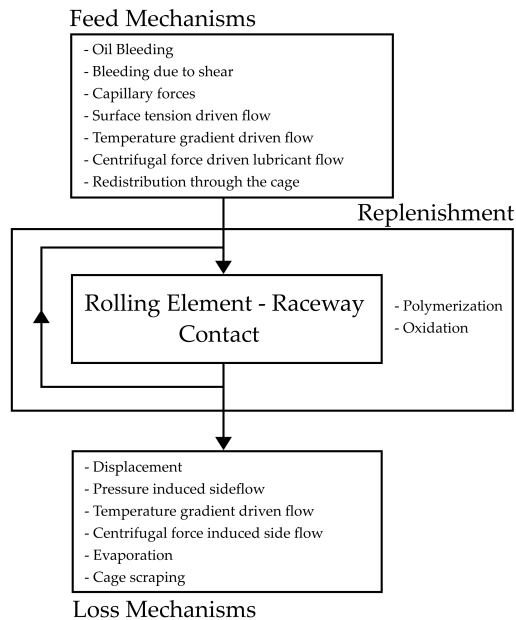 Feed Mechanisms
- Oil Bleeding
- Bleeding due to shear
- Capillary forces
- Surface tension driven flow
- Temperature gradient driven flow
- Centrifugal force driven lubricant flow
- Redistribution through the cage
Replenishment
Rolling Element - Raceway
Contact
- Polymerization
- Oxidation
- Displacement
- Pressure induced sideflow
- Temperature gradient driven flow
- Centrifugal force induced side flow
- Evaporation
- Cage scraping
Loss Mechanisms